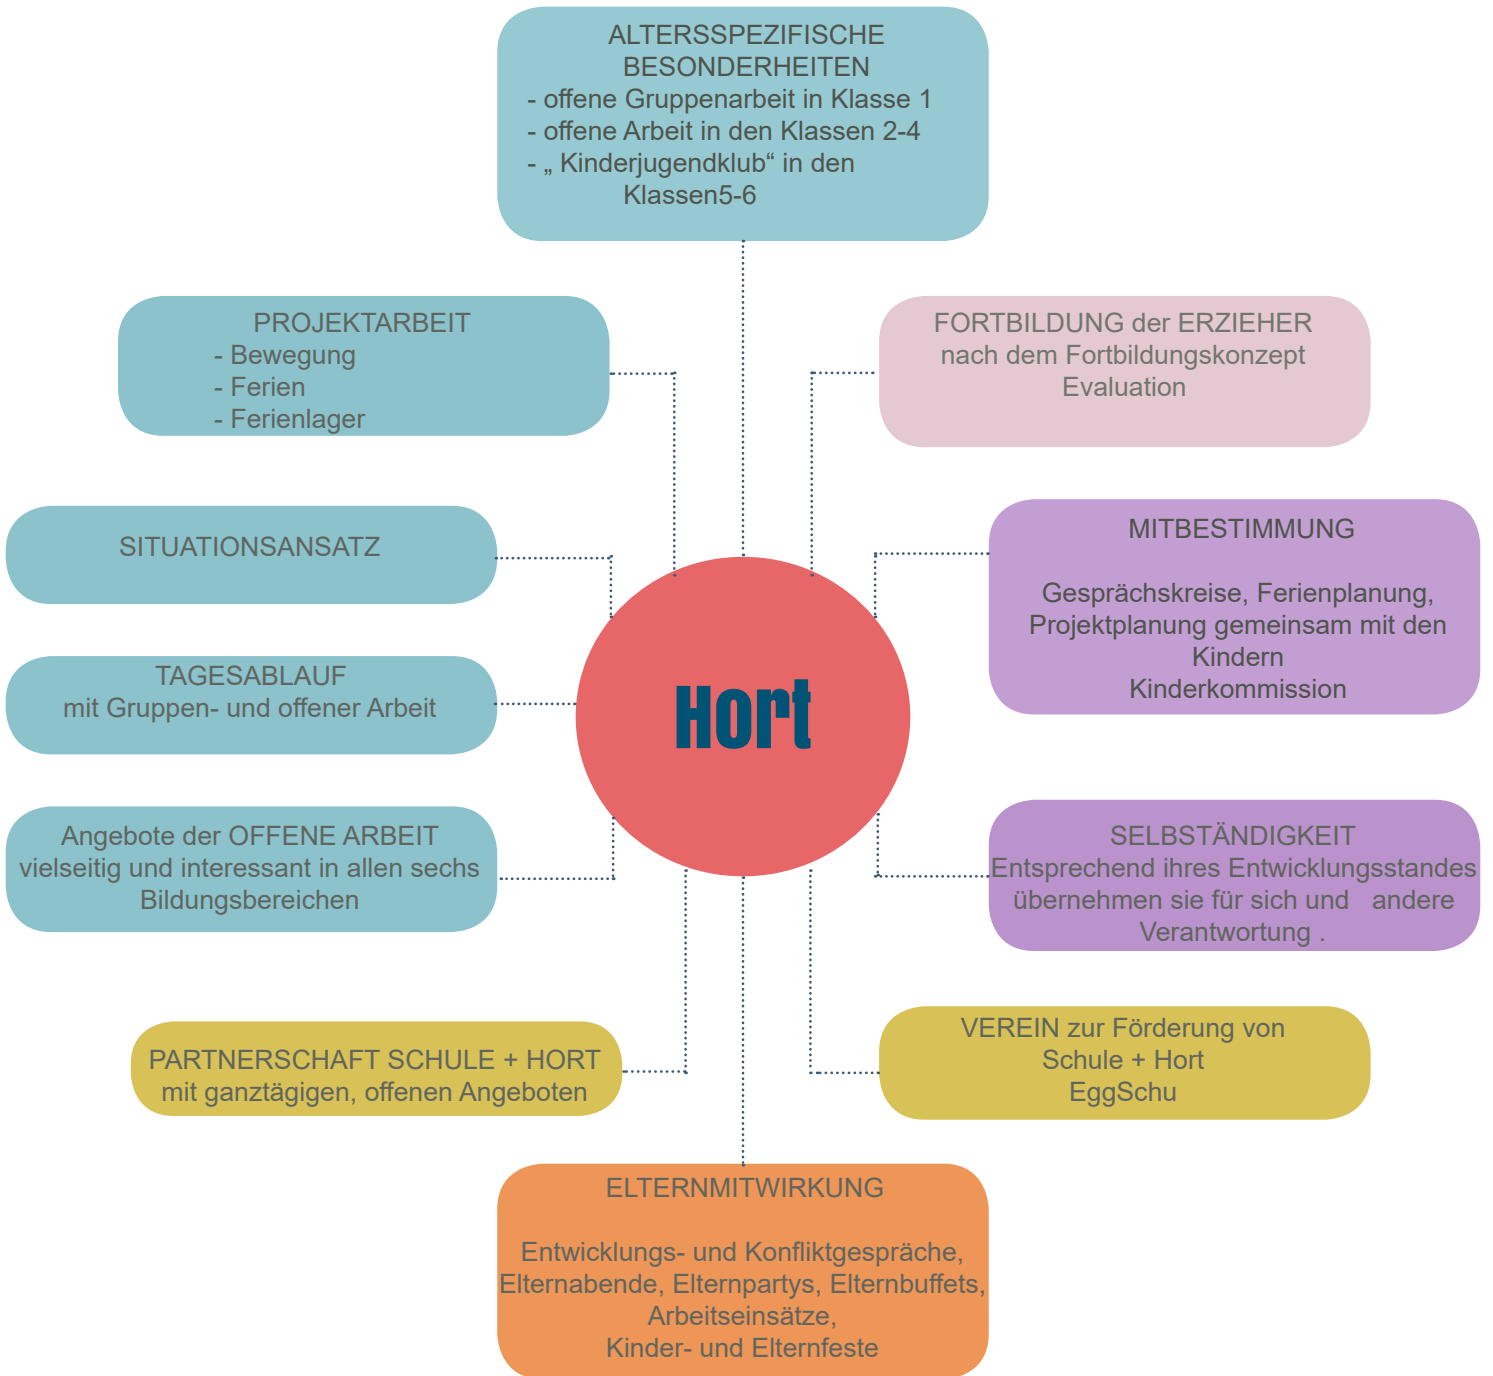 ALTERSSPEZIFISCHE
BESONDERHEITEN
- offene Gruppenarbeit in Klasse 1
- offene Arbeit in den Klassen 2-4
- „ Kinderjugendklub“ in den
Klassen5-6
PROJEKTARBEIT
- Bewegung
- Ferien
- Ferienlager
FORTBILDUNG der ERZIEHER
nach dem Fortbildungskonzept
Evaluation
SITUATIONSANSATZ
MITBESTIMMUNG
Gesprächskreise, Ferienplanung,
Projektplanung gemeinsam mit den
Kindern
Kinderkommission
TAGESABLAUF
mit Gruppen- und offener Arbeit
Hort
Angebote der OFFENE ARBEIT
vielseitig und interessant in allen sechs
Bildungsbereichen
SELBSTÄNDIGKEIT
Entsprechend ihres Entwicklungsstandes
übernehmen sie für sich und   andere
Verantwortung .
PARTNERSCHAFT SCHULE + HORT
mit ganztägigen, offenen Angeboten
VEREIN zur Förderung von
Schule + Hort
EggSchu
ELTERNMITWIRKUNG
Entwicklungs- und Konfliktgespräche,
Elternabende, Elternpartys, Elternbuffets,
Arbeitseinsätze,
Kinder- und Elternfeste